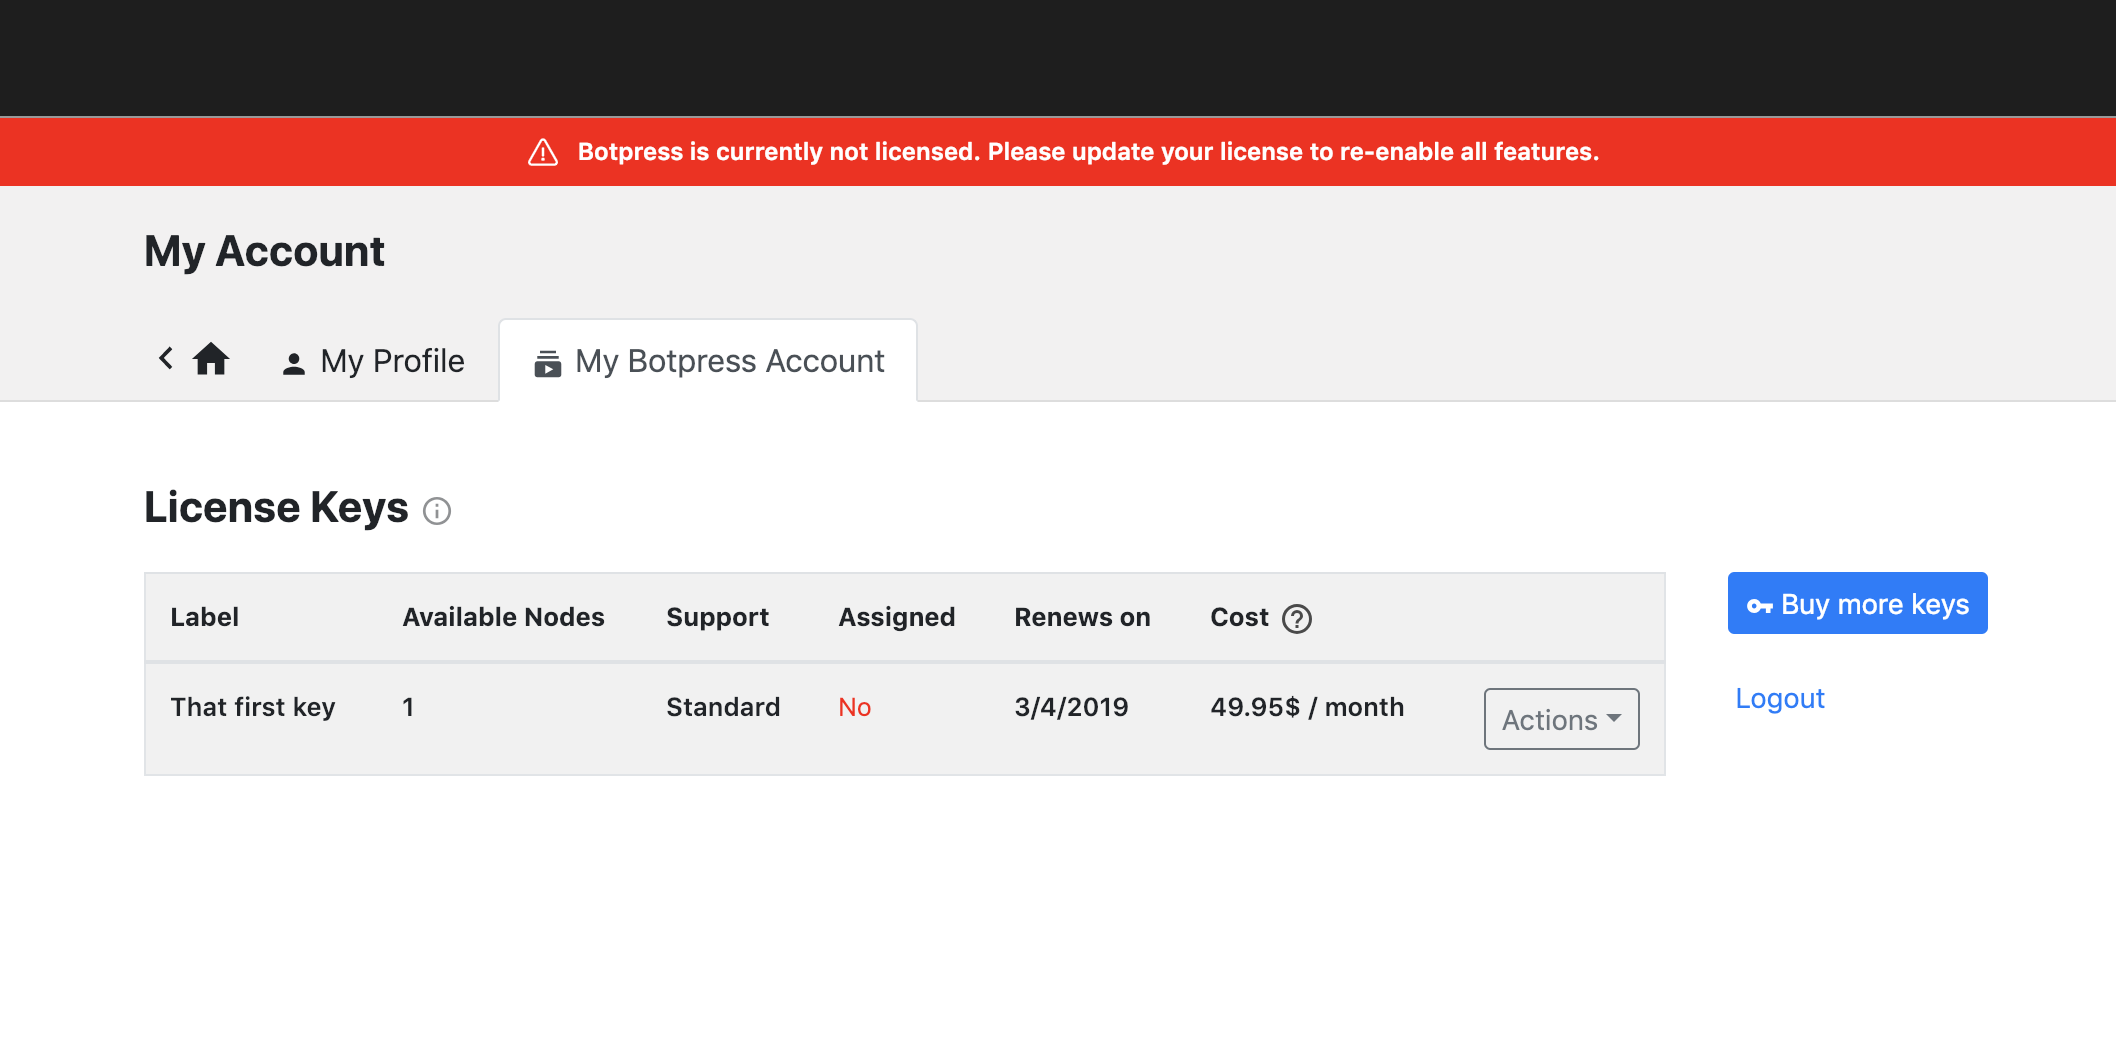 Botpress is currently not licensed. Please update your license to re-enable all features.
My Account
My Profile
My Botpress Account
License Keys
Label Available Nodes Support Assigned Renews on Cost
That first key 1 Standard No 3/4/2019 49.95$ / month Actions
Buy more keys
Logout